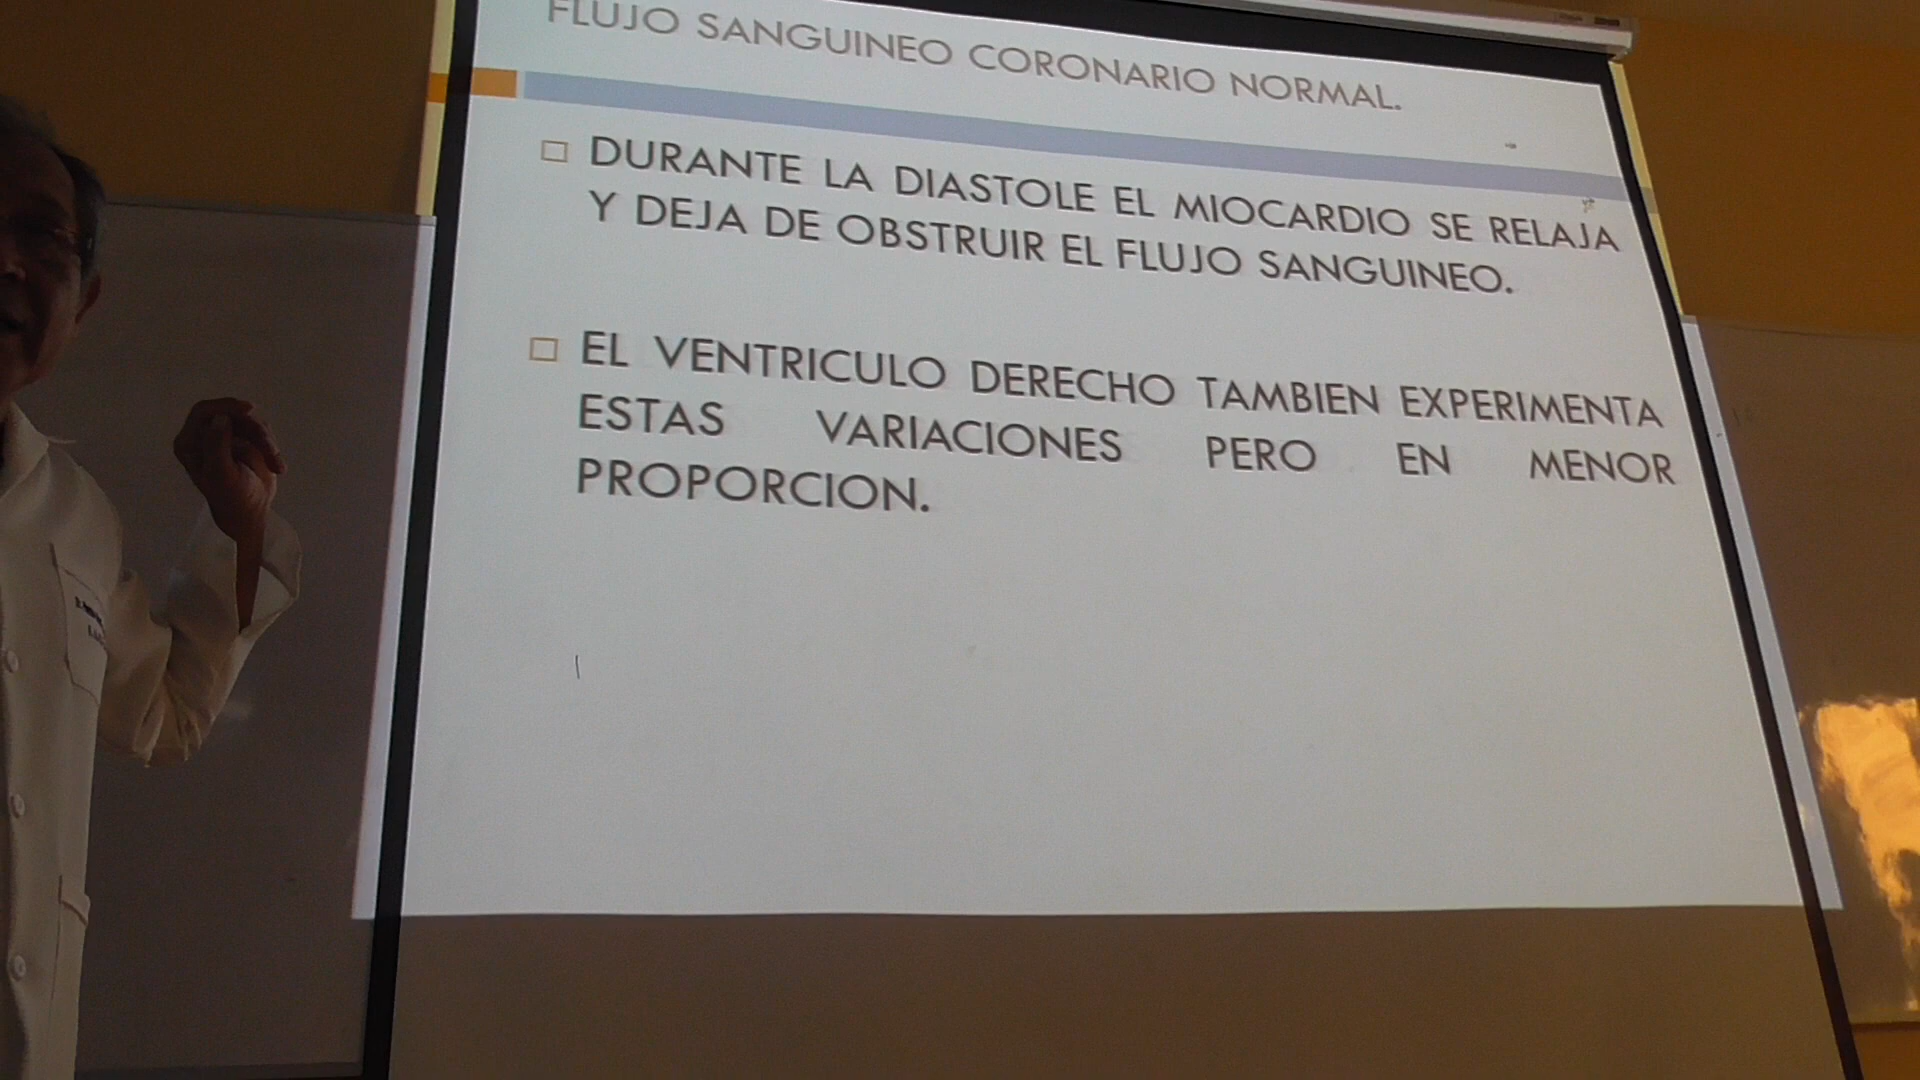 FLUJO SANGUINEO CORONARIO NORMAL.
DURANTE LA DIASTOLE EL MIOCARDIO SE RELAJA
Y DEJA DE OBSTRUIR EL FLUJO SANGUINEO.
EL VENTRICULO DERECHO TAMBIEN EXPERIMENTA
ESTAS VARIACIONES PERO EN MENOR
PROPORCION.